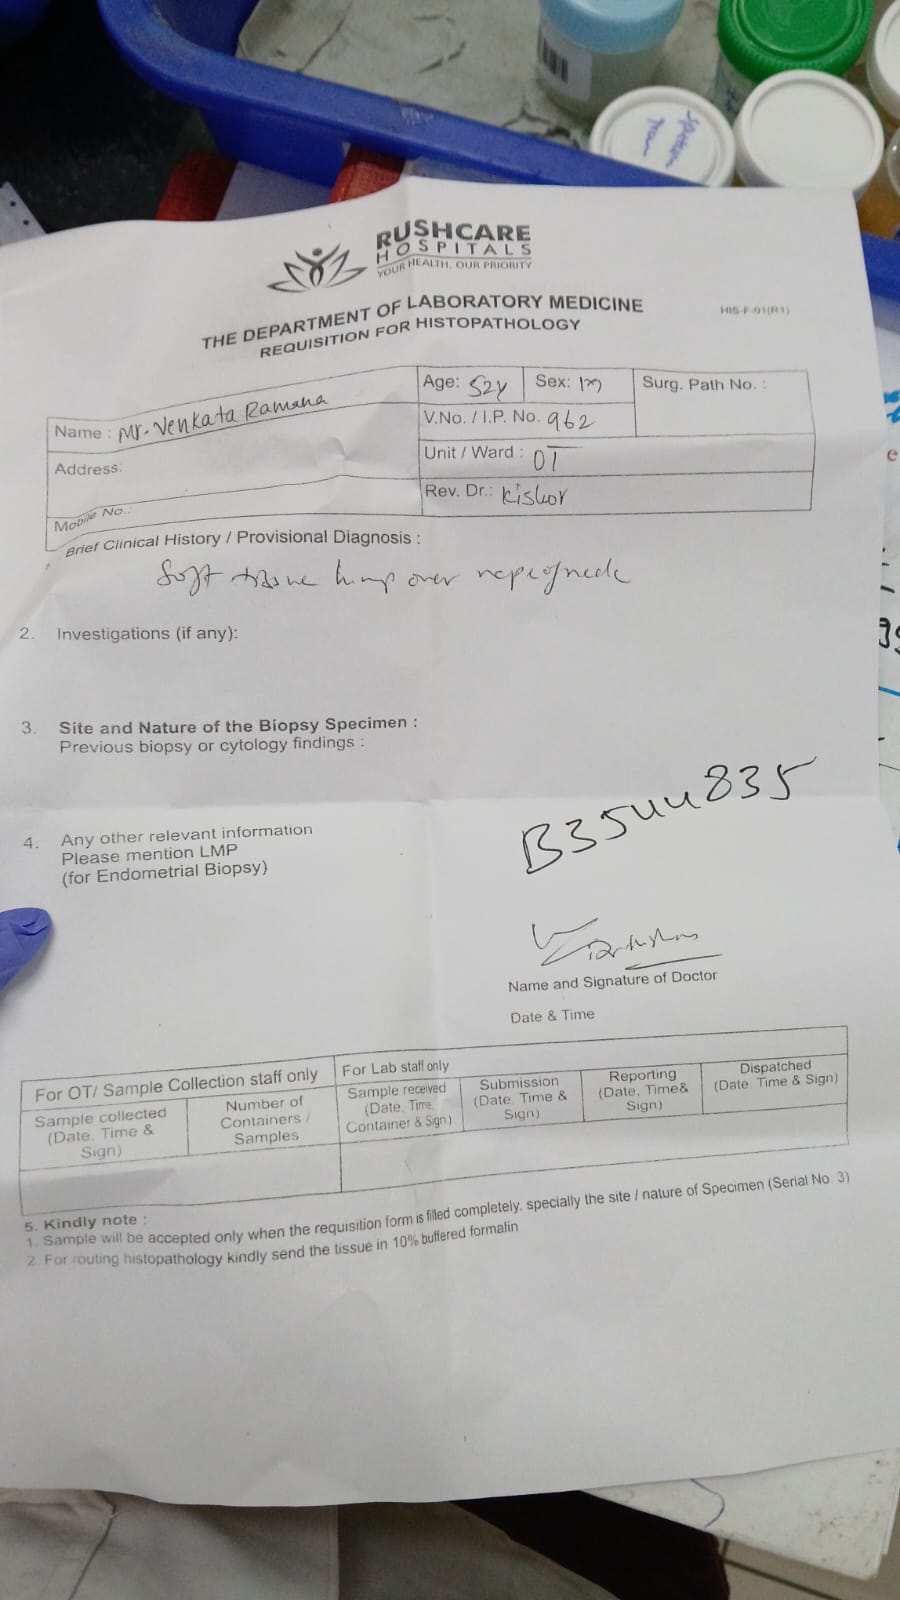 RUSHCARE
HOSPITALS
YOUR HEALTH, OUR PRIORITY
THE DEPARTMENT OF LABORATORY MEDICINE
HIS-F-01(R1)
REQUISITION FOR HISTOPATHOLOGY
Name : Mr. Venkata Ramana
Age: 52y
Sex: M
Surg. Path No. :
V.No. / I.P. No. 962
Address:
Unit / Ward : OT
Mobile No.:
Rev. Dr.: Kishor
Brief Clinical History / Provisional Diagnosis :
Soft tissue lump over nape of neck
2. Investigations (if any):
3. Site and Nature of the Biopsy Specimen :
Previous biopsy or cytology findings :
B3544835
4. Any other relevant information
Please mention LMP
(for Endometrial Biopsy)
Name and Signature of Doctor
Date & Time
For OT/ Sample Collection staff only
For Lab staff only
Sample collected
(Date, Time &
Sign)
Number of
Containers /
Samples
Sample received
(Date, Time,
Container & Sign)
Submission
(Date, Time &
Sign)
Reporting
(Date, Time&
Sign)
Dispatched
(Date, Time & Sign)
5. Kindly note :
1. Sample will be accepted only when the requisition form is filled completely, specially the site / nature of Specimen (Serial No. 3)
2. For routing histopathology kindly send the tissue in 10% buffered formalin